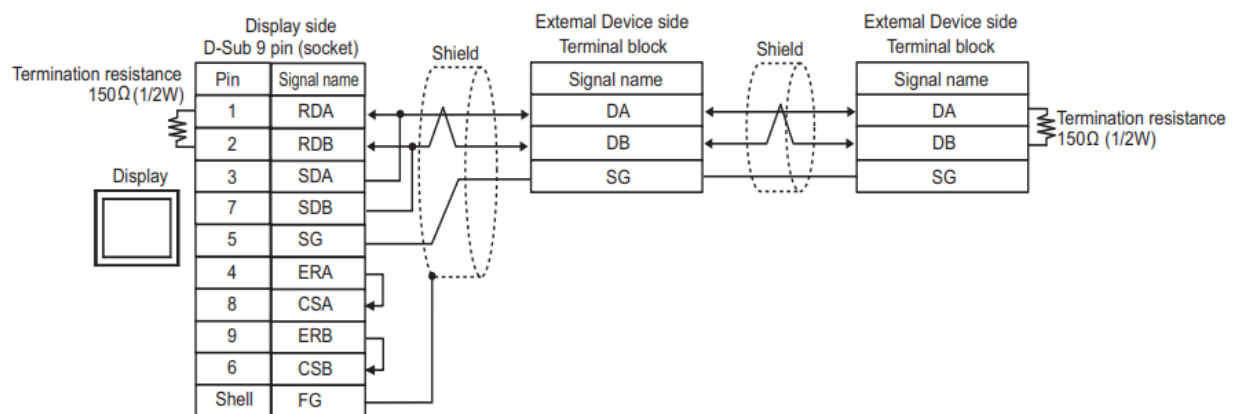 Display side
D-Sub 9 pin (socket)
Termination resistance
150Ω (1/2W)
Display
Pin Signal name
1 RDA
2 RDB
3 SDA
7 SDB
5 SG
4 ERA
8 CSA
9 ERB
6 CSB
Shell FG
Shield
External Device side
Terminal block
Signal name
DA
DB
SG
Shield
External Device side
Terminal block
Signal name
DA
DB
SG
Termination resistance
150Ω (1/2W)